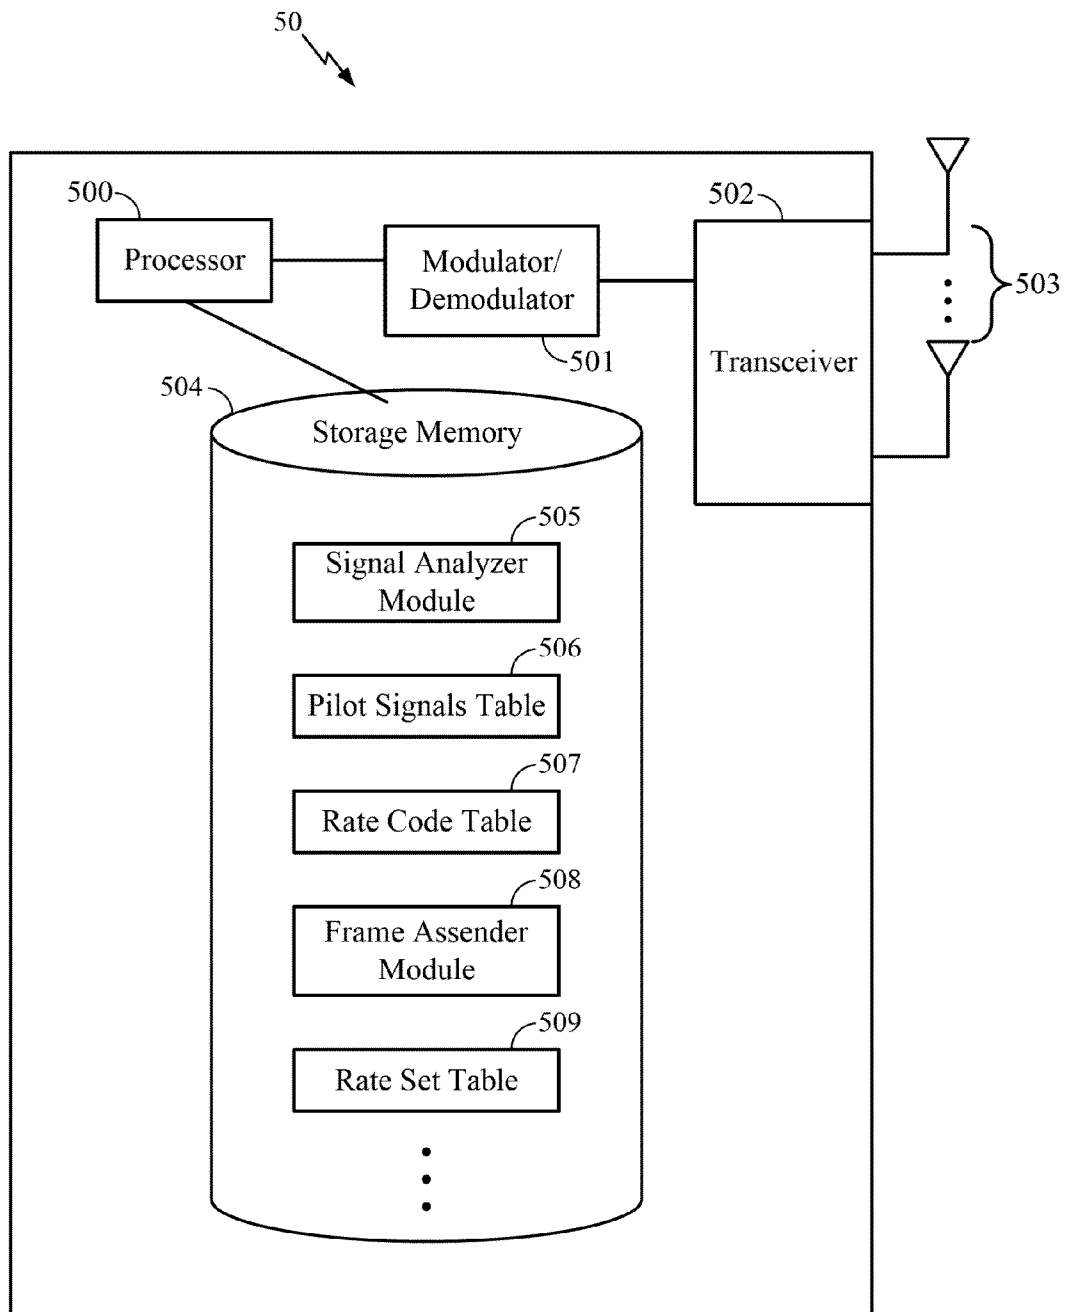 50
500
Processor
Modulator/
Demodulator
501
502
Transceiver
503
504
Storage Memory
505
Signal Analyzer
Module
506
Pilot Signals Table
507
Rate Code Table
508
Frame Assender
Module
509
Rate Set Table